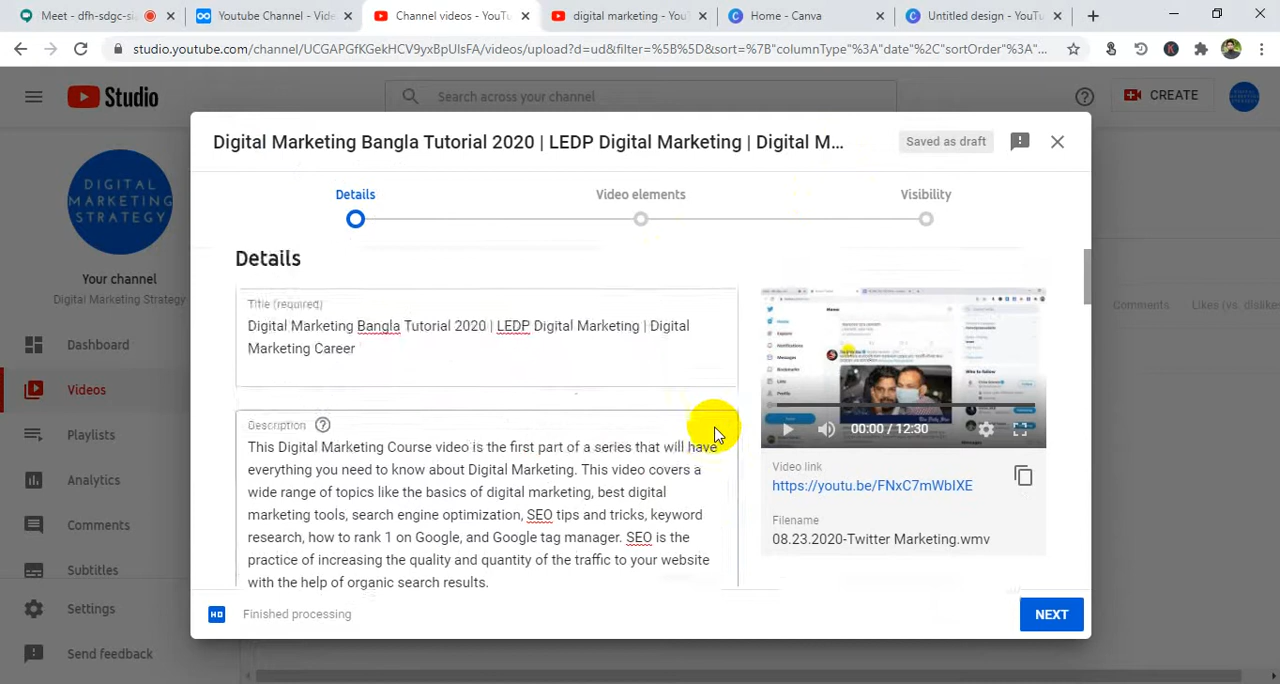 Meet - dfh-sdgc-si
Youtube Channel - Vide
Channel videos - YouTu
digital marketing - You
Home - Canva
Untitled design - YouTu
studio.youtube.com/channel/UCGAPGfKGekHCV9yxBpUIsFA/videos/upload?d=ud&filter=%5B%5D&sort=%7B"columnType"%3A"date"%2C"sortOrder"%3A"...
Studio
Search across your channel
CREATE
Digital Marketing Bangla Tutorial 2020 | LEDP Digital Marketing | Digital M...
Saved as draft
DIGITAL
MARKETING
STRATEGY
Details
Video elements
Visibility
Your channel
Digital Marketing Strategy
Details
Title (required)
Digital Marketing Bangla Tutorial 2020 | LEDP Digital Marketing | Digital
Marketing Career
Comments
Likes (vs. dislikes
Dashboard
Videos
Playlists
Analytics
Comments
Subtitles
Settings
Send feedback
Description
This Digital Marketing Course video is the first part of a series that will have
everything you need to know about Digital Marketing. This video covers a
wide range of topics like the basics of digital marketing, best digital
marketing tools, search engine optimization, SEO tips and tricks, keyword
research, how to rank 1 on Google, and Google tag manager. SEO is the
practice of increasing the quality and quantity of the traffic to your website
with the help of organic search results.
00:00 / 12:30
Video link
https://youtu.be/FNxC7mWbIXE
Filename
08.23.2020-Twitter Marketing.wmv
HD
Finished processing
NEXT